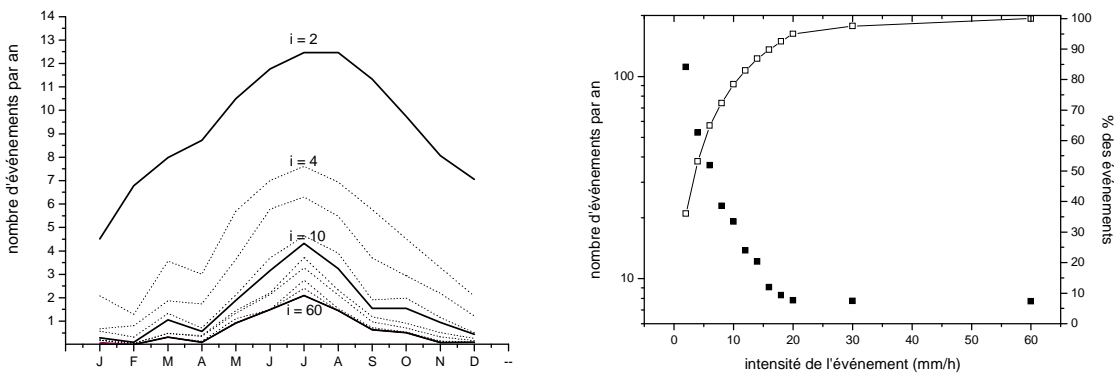 14
13
12
11
10
9
8
7
6
5
4
3
2
1
nombre d'événements par an
i = 2
i = 4
i = 10
i = 60
J F M A M J J A S O N D --
100
10
nombre d'événements par an
0 10 20 30 40 50 60
intensité de l'événement (mm/h)
100
90
80
70
60
50
40
30
20
10
0
% des événements